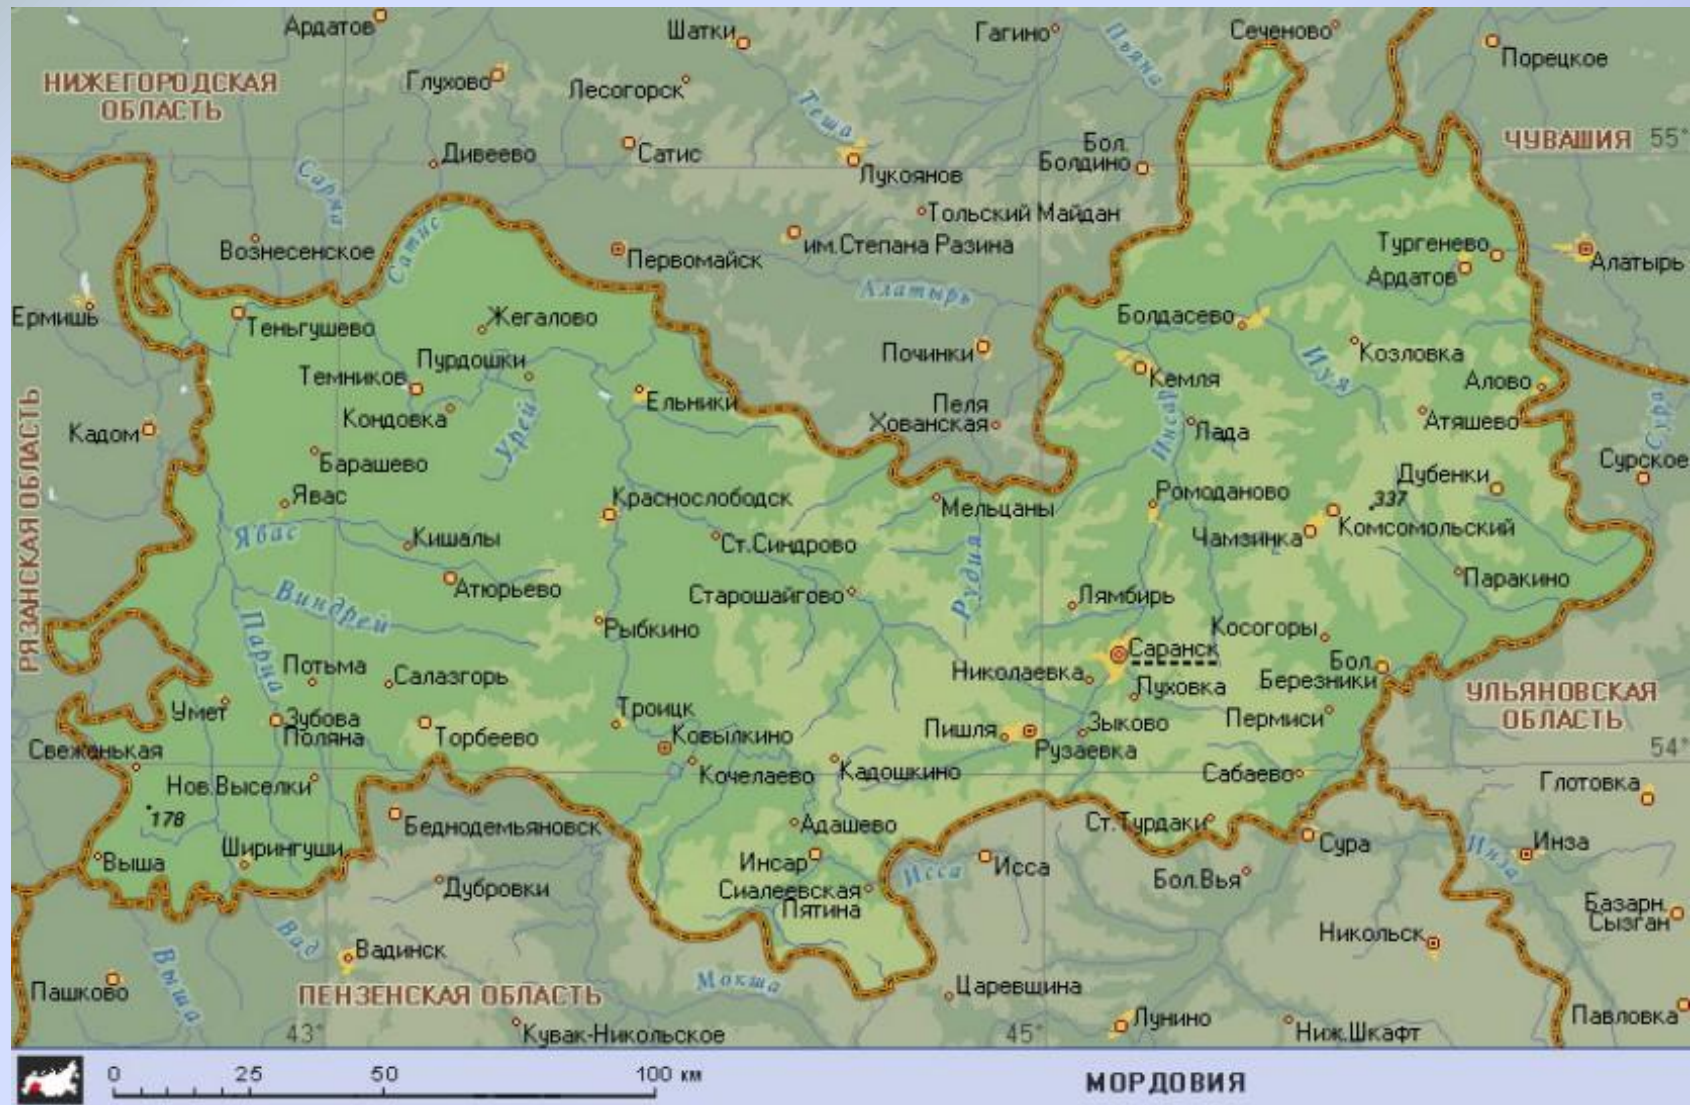 Ардатов
Шатки
Гагино
Пьяна
Сеченово
Порецкое
НИЖЕГОРОДСКАЯ
ОБЛАСТЬ
Глухово
Лесогорск
Теша
ЧУВАШИЯ 55°
Дивеево
Сатис
Лукоянов
Бол.
Болдино
Сарма
Тольский Майдан
Вознесенское
Сатис
Первомайск
им.Степана Разина
Тургенево
Ардатов
Алатырь
Алатырь
Ермишь
Теньгушево
Жегалово
Болдасево
Починки
Козловка
Пурдошки
Темников
Кемля
Нуя
Алово
Кондовка
Ельники
Пеля
Хованская
Инсар
Лада
Атяшево
Сура
Кадом
Урей
РЯЗАНСКАЯ ОБЛАСТЬ
Барашево
Дубенки
Сурское
Явас
Краснослободск
Мельцаны
Ромоданово
337
Комсомольский
Чамзинка
Явас
Кишалы
Ст.Синдрово
Рудня
Атюрьево
Старошайгово
Лямбирь
Паракино
Виндрей
Парца
Рыбкино
Косогоры
Саранск
Потьма
Салазгорь
Николаевка
Бол.
Березники
УЛЬЯНОВСКАЯ
ОБЛАСТЬ
Луховка
Умет
Зубова
Поляна
Торбеево
Троицк
Ковылкино
Пишля
Рузаевка
Зыково
Пермиси
Свеженькая
54°
Нов.Выселки
Кочелаево
Кадошкино
Сабаево
Глотовка
178
Беднодемьяновск
Адашево
Ст.Турдаки
Сура
Инза
Инза
Выша
Ширингуши
Инсар
Исса
Исса
Дубровки
Сиалеевская
Пятина
Бол.Вья
Базарн.
Сызган
Вад
Вадинск
Никольск
Выша
Мокша
Пашково
ПЕНЗЕНСКАЯ ОБЛАСТЬ
Царевщина
43°
Кувак-Никольское
45°
Лунино
Ниж.Шкафт
Павловка
0 25 50 100 км
МОРДОВИЯ